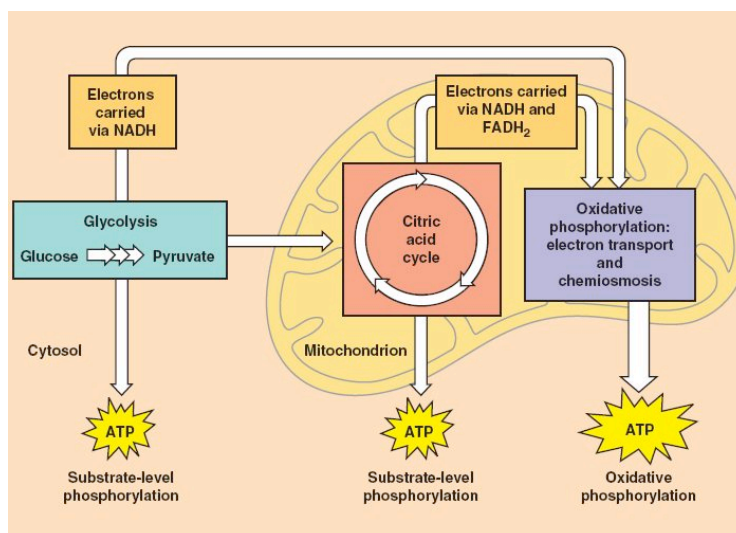 Electrons
carried
via NADH
Electrons carried
via NADH and
FADH₂
Glycolysis
Glucose Pyruvate
Citric
acid
cycle
Oxidative
phosphorylation:
electron transport
and
chemiosmosis
Cytosol
Mitochondrion
ATP
ATP
ATP
Substrate-level
phosphorylation
Substrate-level
phosphorylation
Oxidative
phosphorylation